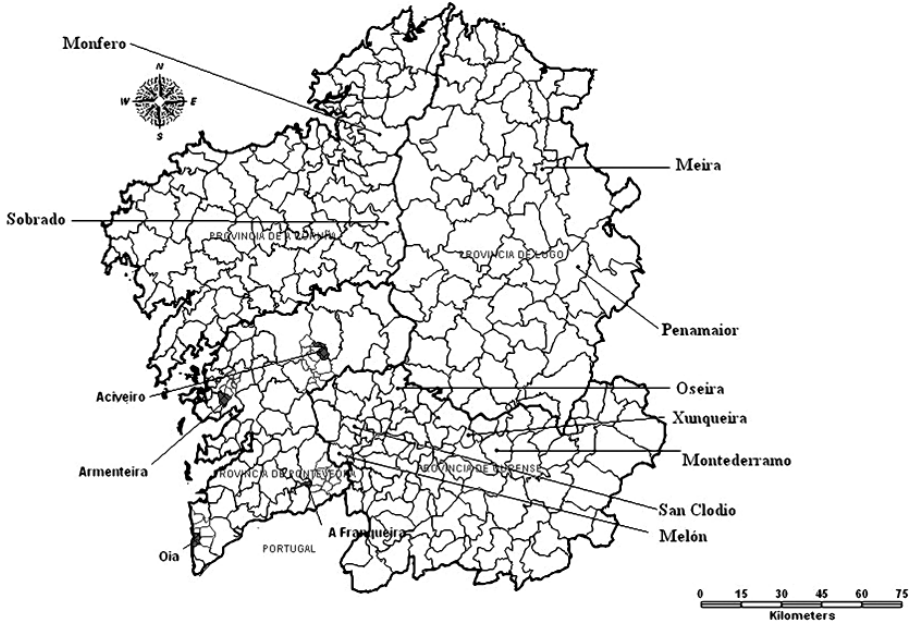 Monfero
N
W E
S
Meira
Sobrado
PROVINCIA DE A CORUÑA
PROVINCIA DE LUGO
Penamaior
Aciveiro
Oseira
Xunqueira
Armenteira
PROVINCIA DE PONTEVEDRA
PROVINCIA DE OURENSE
Montederramo
San Clodio
A Franqueira
Melón
Oia
PORTUGAL
0 15 30 45 60 75
Kilometers